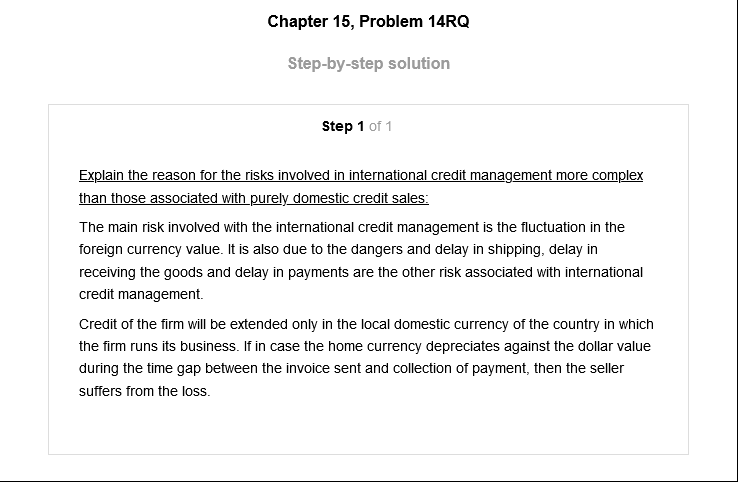 Chapter 15, Problem 14RQ
Step-by-step solution
Step 1 of 1
Explain the reason for the risks involved in international credit management more complex
than those associated with purely domestic credit sales:
The main risk involved with the international credit management is the fluctuation in the
foreign currency value. It is also due to the dangers and delay in shipping, delay in
receiving the goods and delay in payments are the other risk associated with international
credit management.
Credit of the firm will be extended only in the local domestic currency of the country in which
the firm runs its business. If in case the home currency depreciates against the dollar value
during the time gap between the invoice sent and collection of payment, then the seller
suffers from the loss.